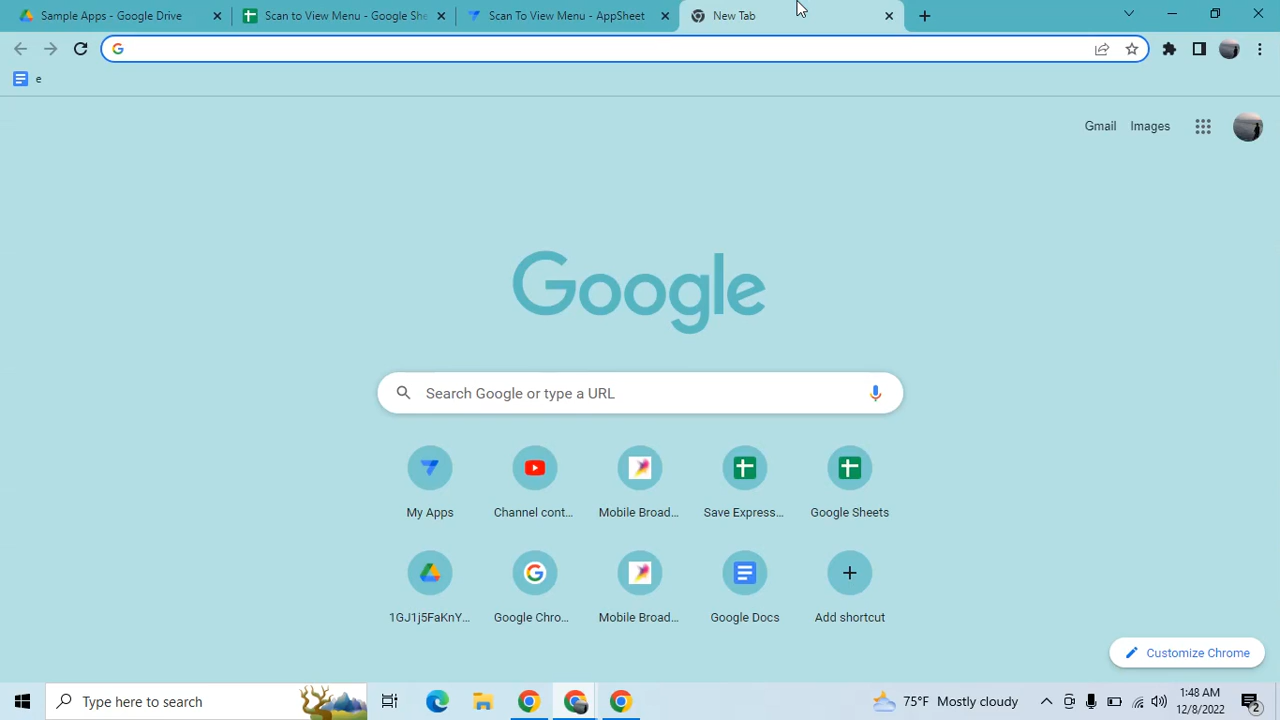 Sample Apps - Google Drive
Scan to View Menu - Google She
Scan To View Menu - AppSheet
New Tab
e
Gmail
Images
Google
Search Google or type a URL
My Apps
Channel cont...
Mobile Broad...
Save Express...
Google Sheets
1GJ1j5FaKnY...
Google Chro...
Mobile Broad...
Google Docs
Add shortcut
Customize Chrome
Type here to search
75°F Mostly cloudy
1:48 AM
12/8/2022
2